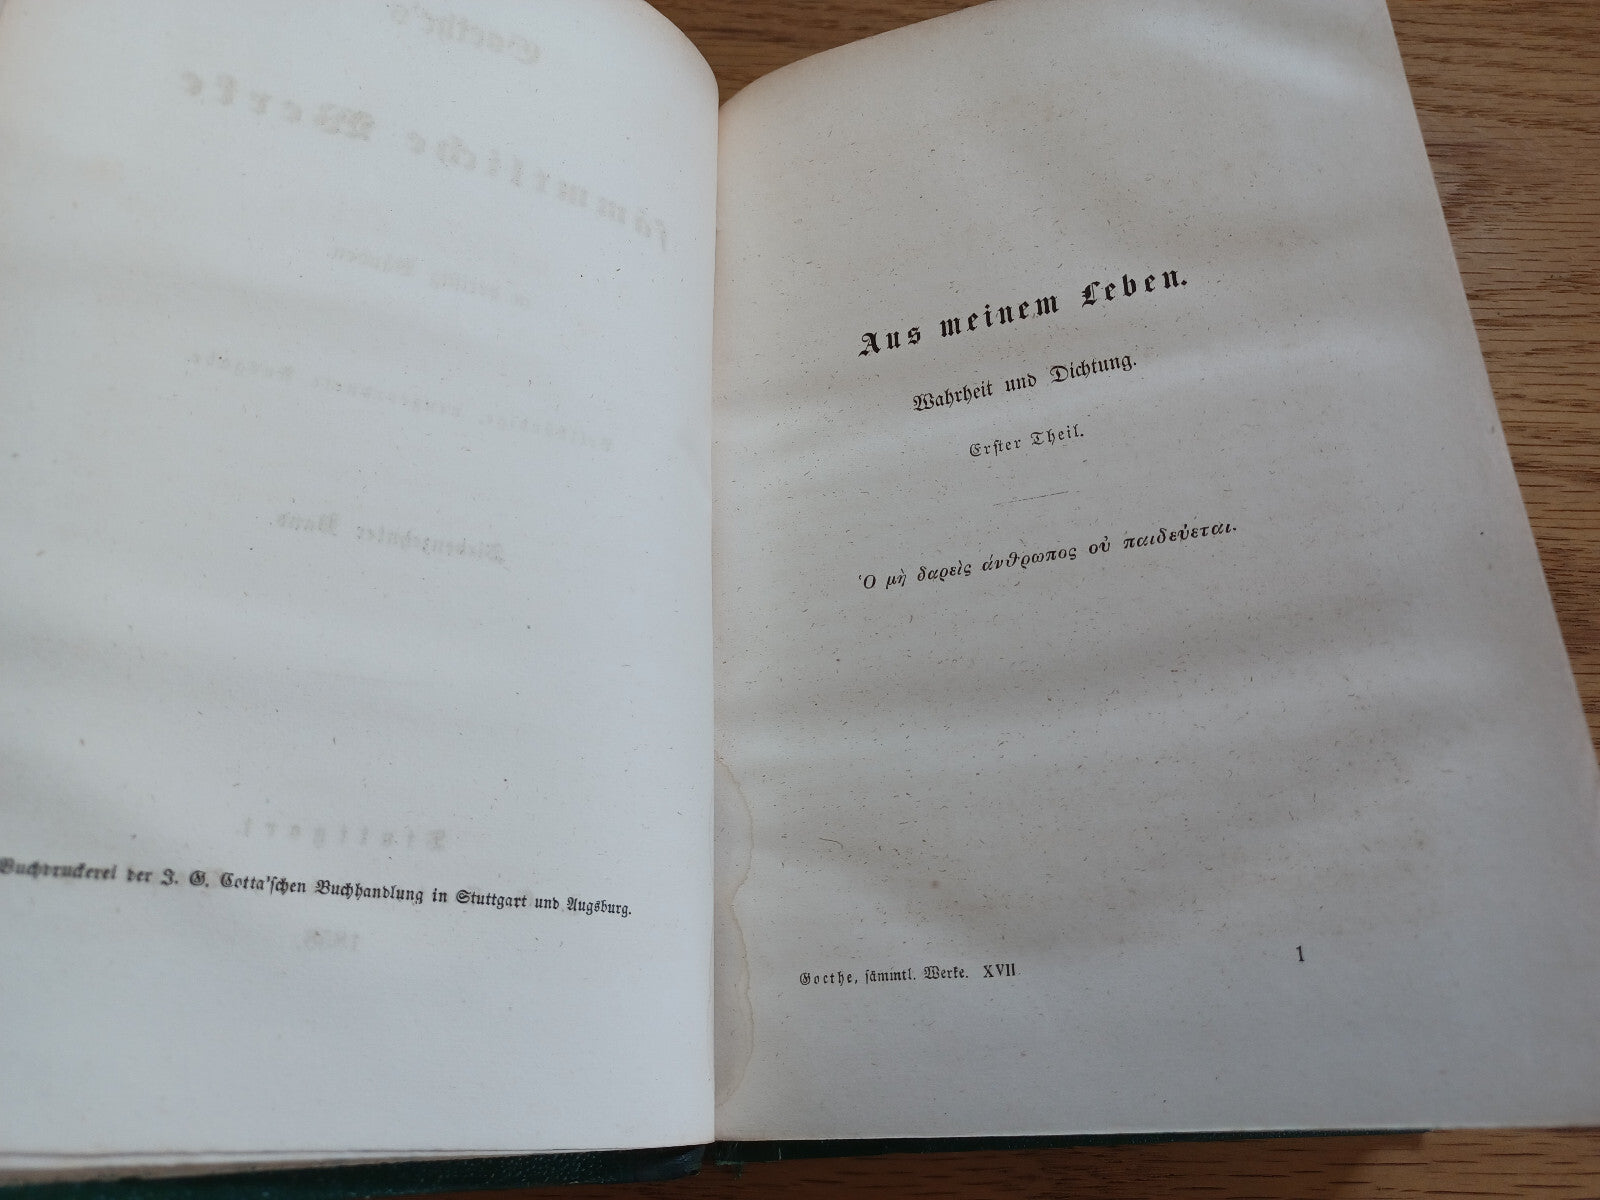 Buchdruckerei der J. G. Cotta'schen Buchhandlung in Stuttgart und Augsburg.
Aus meinem Leben.
Wahrheit und Dichtung.
Erster Theil.
Ὁ μὴ δαρεὶς άνθρωπος οὐ παιδεύεται.
Goethe, sämmtl. Werke. XVII 1